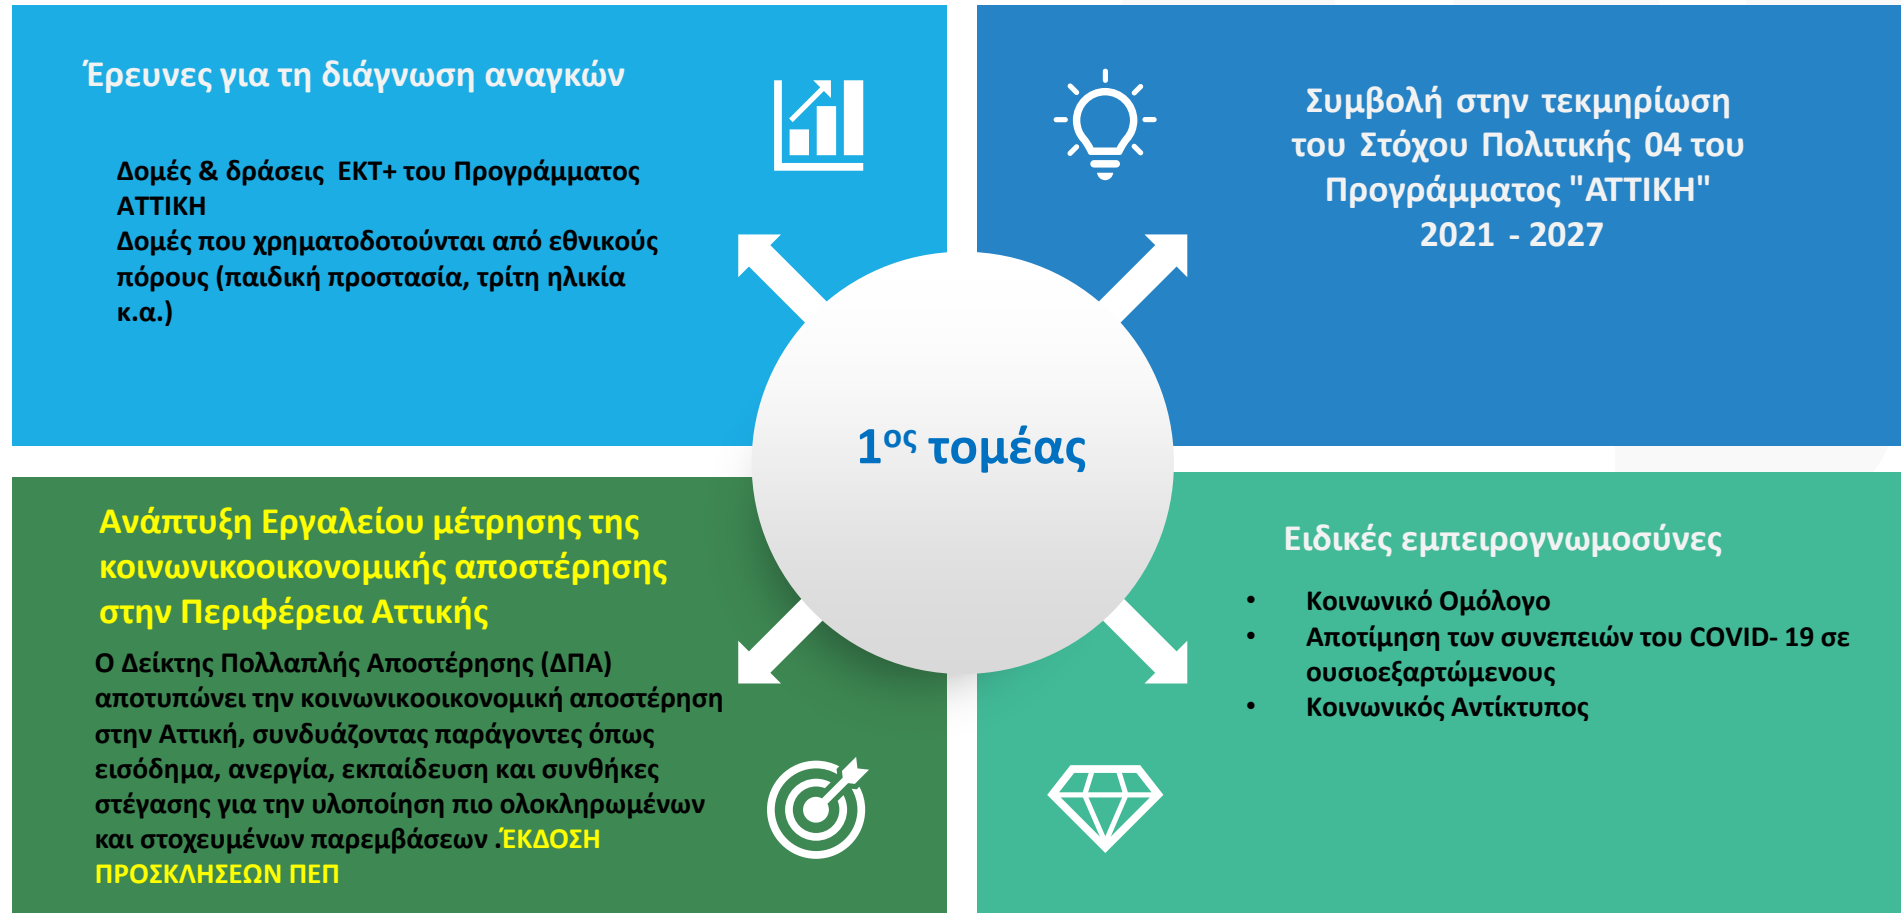 Έρευνες για τη διάγνωση αναγκών
Δομές & δράσεις ΕΚΤ+ του Προγράμματος
ΑΤΤΙΚΗ
Δομές που χρηματοδοτούνται από εθνικούς
πόρους (παιδική προστασία, τρίτη ηλικία
κ.α.)
Συμβολή στην τεκμηρίωση
του Στόχου Πολιτικής 04 του
Προγράμματος "ΑΤΤΙΚΗ"
2021 - 2027
1ος τομέας
Ανάπτυξη Εργαλείου μέτρησης της
κοινωνικοοικονομικής αποστέρησης
στην Περιφέρεια Αττικής
Ο Δείκτης Πολλαπλής Αποστέρησης (ΔΠΑ)
αποτυπώνει την κοινωνικοοικονομική αποστέρηση
στην Αττική, συνδυάζοντας παράγοντες όπως
εισόδημα, ανεργία, εκπαίδευση και συνθήκες
στέγασης για την υλοποίηση πιο ολοκληρωμένων
και στοχευμένων παρεμβάσεων .ΈΚΔΟΣΗ
ΠΡΟΣΚΛΗΣΕΩΝ ΠΕΠ
Ειδικές εμπειρογνωμοσύνες
• Κοινωνικό Ομόλογο
• Αποτίμηση των συνεπειών του COVID- 19 σε
ουσιοεξαρτώμενους
• Κοινωνικός Αντίκτυπος